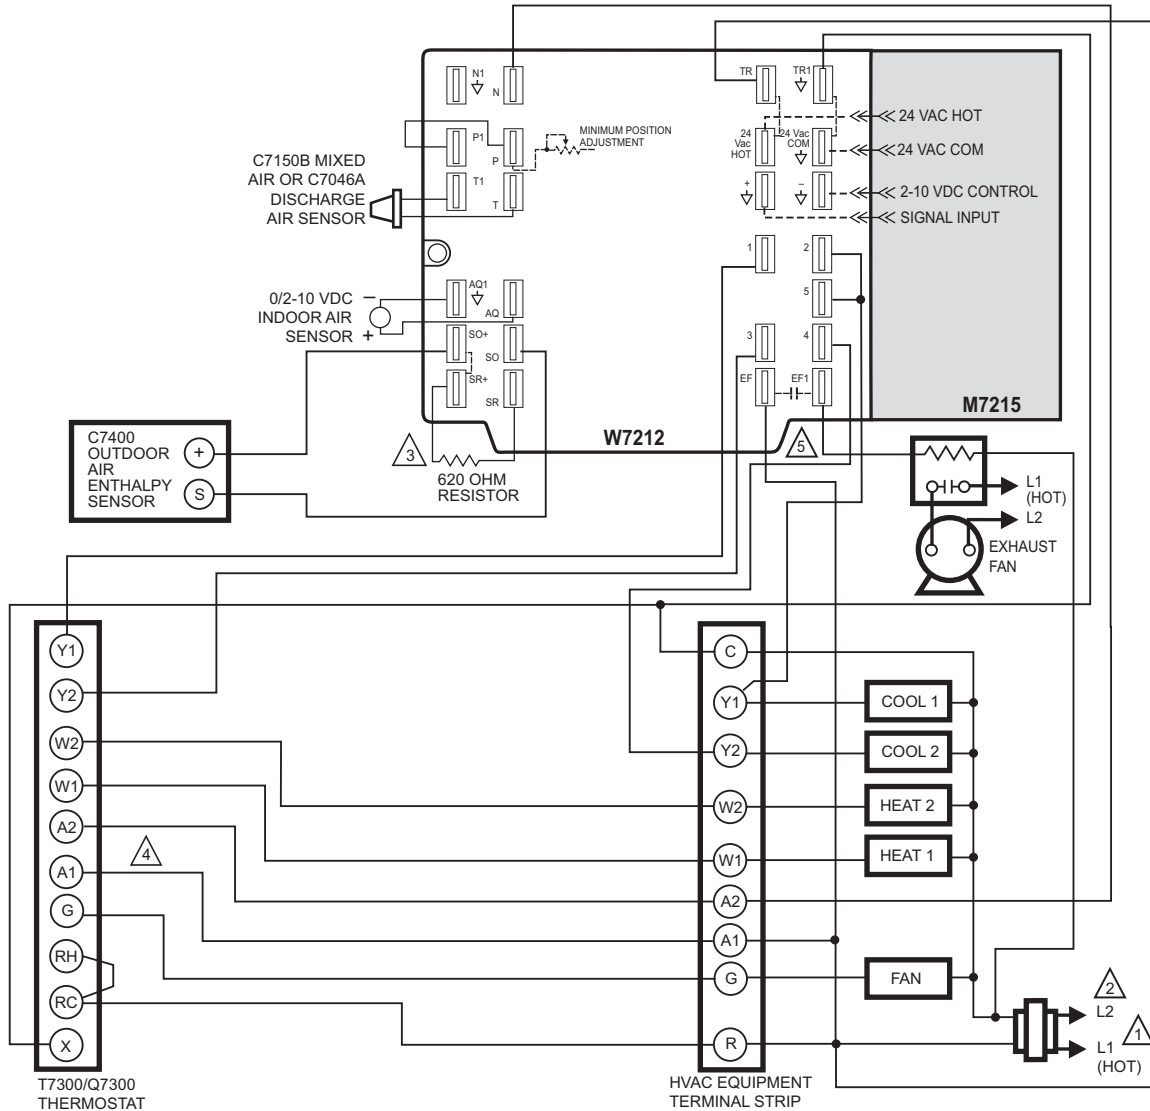 N1
N
TR
TR1
24 VAC HOT
P1
P
MINIMUM POSITION
ADJUSTMENT
24
Vac
HOT
24 Vac
COM
24 VAC COM
C7150B MIXED
AIR OR C7046A
DISCHARGE
AIR SENSOR
T1
T
+
–
2-10 VDC CONTROL
SIGNAL INPUT
1
2
0/2-10 VDC –
INDOOR AIR
SENSOR +
AQ1
AQ
5
SO+
SO
3
4
SR+
SR
EF
EF1
M7215
W7212
3
5
620 OHM
RESISTOR
C7400
OUTDOOR
AIR
ENTHALPY
SENSOR
+
S
L1
(HOT)
L2
EXHAUST
FAN
Y1
Y2
W2
W1
A2
A1
G
RH
RC
X
4
C
Y1
Y2
W2
W1
A2
A1
G
R
COOL 1
COOL 2
HEAT 2
HEAT 1
FAN
2
L2
1
L1
(HOT)
T7300/Q7300
THERMOSTAT
HVAC EQUIPMENT
TERMINAL STRIP